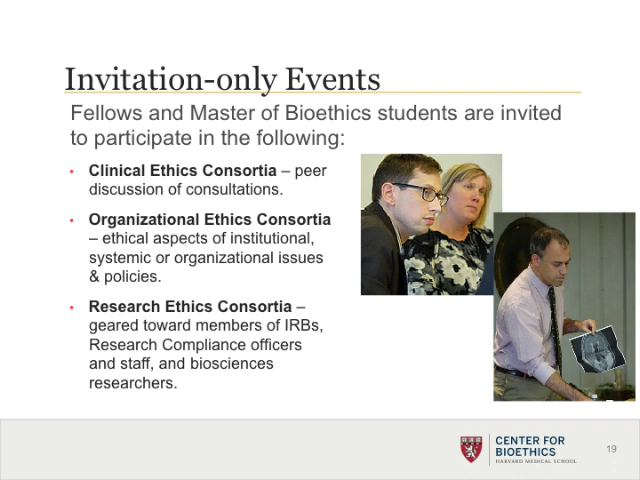 Invitation-only Events
Fellows and Master of Bioethics students are invited
to participate in the following:
• Clinical Ethics Consortia – peer
discussion of consultations.
• Organizational Ethics Consortia
– ethical aspects of institutional,
systemic or organizational issues
& policies.
• Research Ethics Consortia –
geared toward members of IRBs,
Research Compliance officers
and staff, and biosciences
researchers.
CENTER FOR
BIOETHICS
HARVARD MEDICAL SCHOOL
19